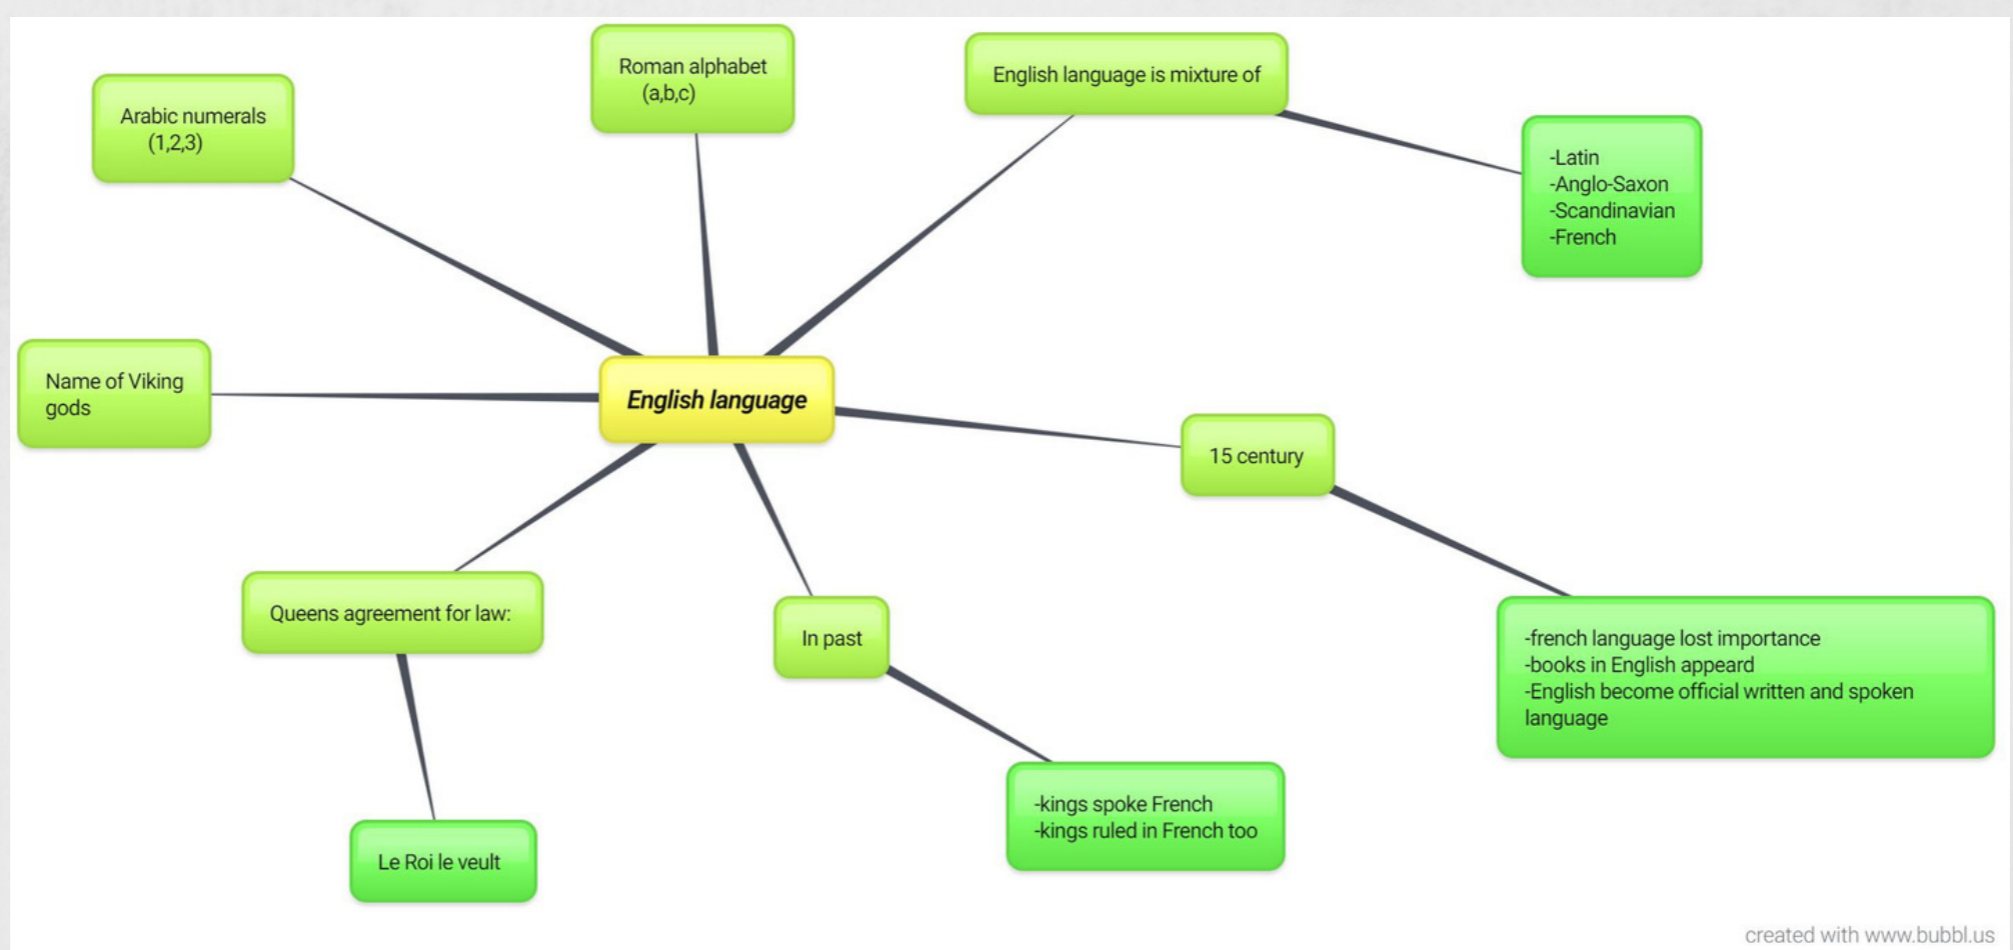 Roman alphabet
(a,b,c)
English language is mixture of
Arabic numerals
(1,2,3)
-Latin
-Anglo-Saxon
-Scandinavian
-French
Name of Viking
gods
English language
15 century
Queens agreement for law:
In past
-french language lost importance
-books in English appeard
-English become official written and spoken
language
-kings spoke French
-kings ruled in French too
Le Roi le veult
created with www.bubbl.us